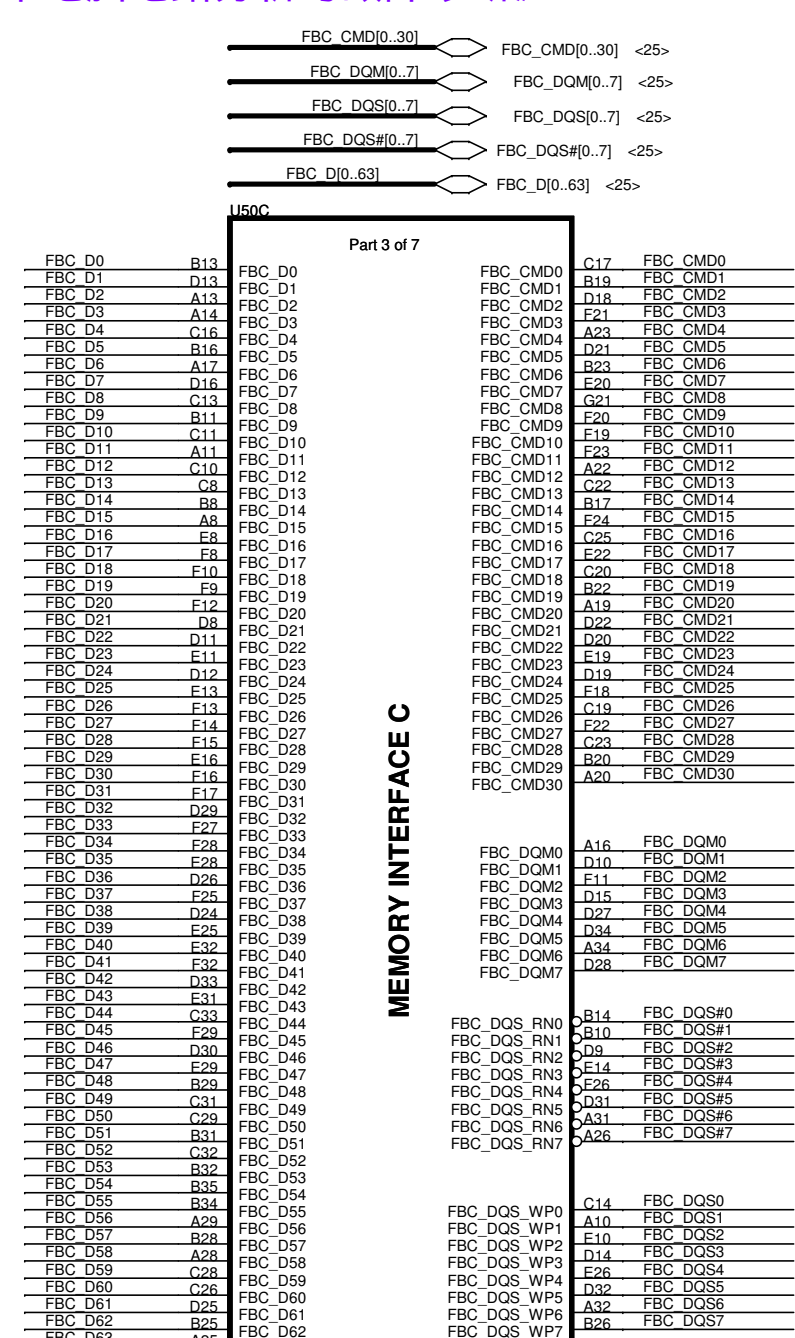 FBC_CMD[0..30] FBC_CMD[0..30] <25>
FBC_DQM[0..7] FBC_DQM[0..7] <25>
FBC_DQS[0..7] FBC_DQS[0..7] <25>
FBC_DQS#[0..7] FBC_DQS#[0..7] <25>
FBC_D[0..63] FBC_D[0..63] <25>
U50C
Part 3 of 7
FBC_D0 B13 FBC_D0 FBC_CMD0 C17 FBC_CMD0
FBC_D1 D13 FBC_D1 FBC_CMD1 B19 FBC_CMD1
FBC_D2 A13 FBC_D2 FBC_CMD2 D18 FBC_CMD2
FBC_D3 A14 FBC_D3 FBC_CMD3 F21 FBC_CMD3
FBC_D4 C16 FBC_D4 FBC_CMD4 A23 FBC_CMD4
FBC_D5 B16 FBC_D5 FBC_CMD5 D21 FBC_CMD5
FBC_D6 A17 FBC_D6 FBC_CMD6 B23 FBC_CMD6
FBC_D7 D16 FBC_D7 FBC_CMD7 E20 FBC_CMD7
FBC_D8 C13 FBC_D8 FBC_CMD8 G21 FBC_CMD8
FBC_D9 B11 FBC_D9 FBC_CMD9 F20 FBC_CMD9
FBC_D10 C11 FBC_D10 FBC_CMD10 F19 FBC_CMD10
FBC_D11 A11 FBC_D11 FBC_CMD11 F23 FBC_CMD11
FBC_D12 C10 FBC_D12 FBC_CMD12 A22 FBC_CMD12
FBC_D13 C8 FBC_D13 FBC_CMD13 C22 FBC_CMD13
FBC_D14 B8 FBC_D14 FBC_CMD14 B17 FBC_CMD14
FBC_D15 A8 FBC_D15 FBC_CMD15 F24 FBC_CMD15
FBC_D16 E8 FBC_D16 FBC_CMD16 C25 FBC_CMD16
FBC_D17 F8 FBC_D17 FBC_CMD17 E22 FBC_CMD17
FBC_D18 F10 FBC_D18 FBC_CMD18 C20 FBC_CMD18
FBC_D19 F9 FBC_D19 FBC_CMD19 B22 FBC_CMD19
FBC_D20 F12 FBC_D20 FBC_CMD20 A19 FBC_CMD20
FBC_D21 D8 FBC_D21 FBC_CMD21 D22 FBC_CMD21
FBC_D22 D11 FBC_D22 FBC_CMD22 D20 FBC_CMD22
FBC_D23 E11 FBC_D23 FBC_CMD23 E19 FBC_CMD23
FBC_D24 D12 FBC_D24 FBC_CMD24 D19 FBC_CMD24
FBC_D25 E13 FBC_D25 FBC_CMD25 F18 FBC_CMD25
FBC_D26 F13 FBC_D26 FBC_CMD26 C19 FBC_CMD26
FBC_D27 F14 FBC_D27 FBC_CMD27 F22 FBC_CMD27
FBC_D28 F15 FBC_D28 FBC_CMD28 C23 FBC_CMD28
FBC_D29 E16 FBC_D29 FBC_CMD29 B20 FBC_CMD29
FBC_D30 F16 FBC_D30 FBC_CMD30 A20 FBC_CMD30
FBC_D31 F17 FBC_D31
FBC_D32 D29 FBC_D32
FBC_D33 F27 FBC_D33
FBC_D34 F28 FBC_D34 FBC_DQM0 A16 FBC_DQM0
FBC_D35 E28 FBC_D35 FBC_DQM1 D10 FBC_DQM1
FBC_D36 D26 FBC_D36 FBC_DQM2 F11 FBC_DQM2
FBC_D37 F25 FBC_D37 FBC_DQM3 D15 FBC_DQM3
FBC_D38 D24 FBC_D38 FBC_DQM4 D27 FBC_DQM4
FBC_D39 E25 FBC_D39 FBC_DQM5 D34 FBC_DQM5
FBC_D40 E32 FBC_D40 FBC_DQM6 A34 FBC_DQM6
FBC_D41 F32 FBC_D41 FBC_DQM7 D28 FBC_DQM7
FBC_D42 D33 FBC_D42
FBC_D43 E31 FBC_D43
FBC_D44 C33 FBC_D44 FBC_DQS_RN0 B14 FBC_DQS#0
FBC_D45 F29 FBC_D45 FBC_DQS_RN1 B10 FBC_DQS#1
FBC_D46 D30 FBC_D46 FBC_DQS_RN2 D9 FBC_DQS#2
FBC_D47 E29 FBC_D47 FBC_DQS_RN3 E14 FBC_DQS#3
FBC_D48 B29 FBC_D48 FBC_DQS_RN4 F26 FBC_DQS#4
FBC_D49 C31 FBC_D49 FBC_DQS_RN5 D31 FBC_DQS#5
FBC_D50 C29 FBC_D50 FBC_DQS_RN6 A31 FBC_DQS#6
FBC_D51 B31 FBC_D51 FBC_DQS_RN7 A26 FBC_DQS#7
FBC_D52 C32 FBC_D52
FBC_D53 B32 FBC_D53
FBC_D54 B35 FBC_D54
FBC_D55 B34 FBC_D55 FBC_DQS_WP0 C14 FBC_DQS0
FBC_D56 A29 FBC_D56 FBC_DQS_WP1 A10 FBC_DQS1
FBC_D57 B28 FBC_D57 FBC_DQS_WP2 E10 FBC_DQS2
FBC_D58 A28 FBC_D58 FBC_DQS_WP3 D14 FBC_DQS3
FBC_D59 C28 FBC_D59 FBC_DQS_WP4 E26 FBC_DQS4
FBC_D60 C26 FBC_D60 FBC_DQS_WP5 D32 FBC_DQS5
FBC_D61 D25 FBC_D61 FBC_DQS_WP6 A32 FBC_DQS6
FBC_D62 B25 FBC_D62 FBC_DQS_WP7 B26 FBC_DQS7
FBC_D63 A25
MEMORY INTERFACE C